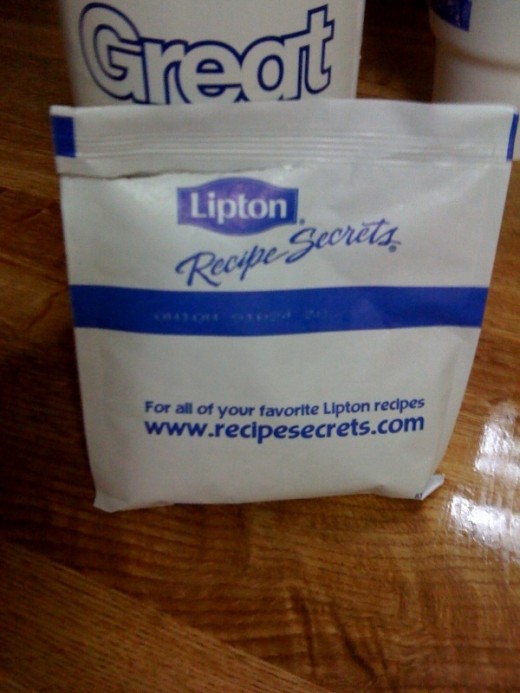 Great
Lipton
Recipe Secrets
For all of your favorite Lipton recipes
www.recipesecrets.com